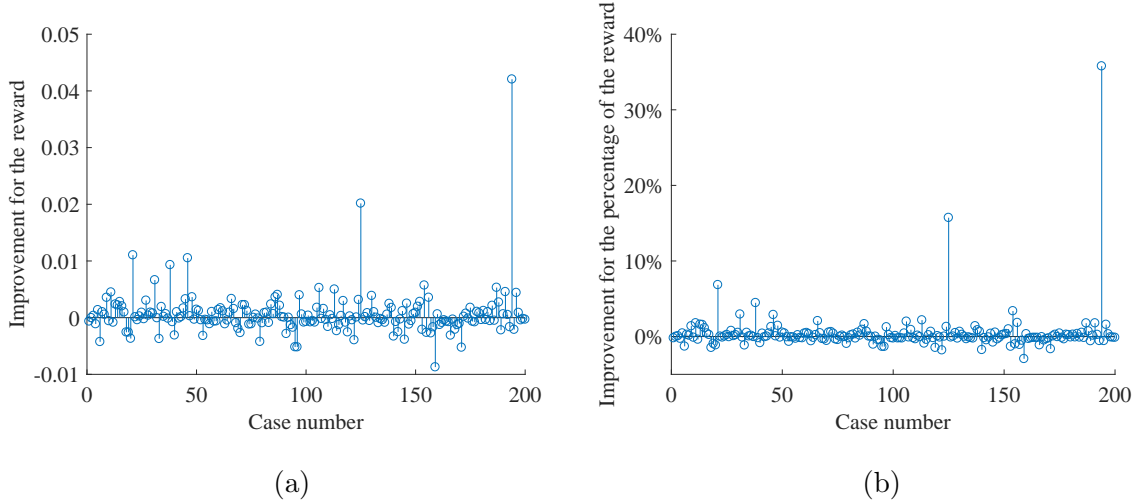 0.05
0.04
0.03
0.02
0.01
0
-0.01
Improvement for the reward
0 50 100 150 200
Case number
(a)
40%
30%
20%
10%
0%
Improvement for the percentage of the reward
0 50 100 150 200
Case number
(b)